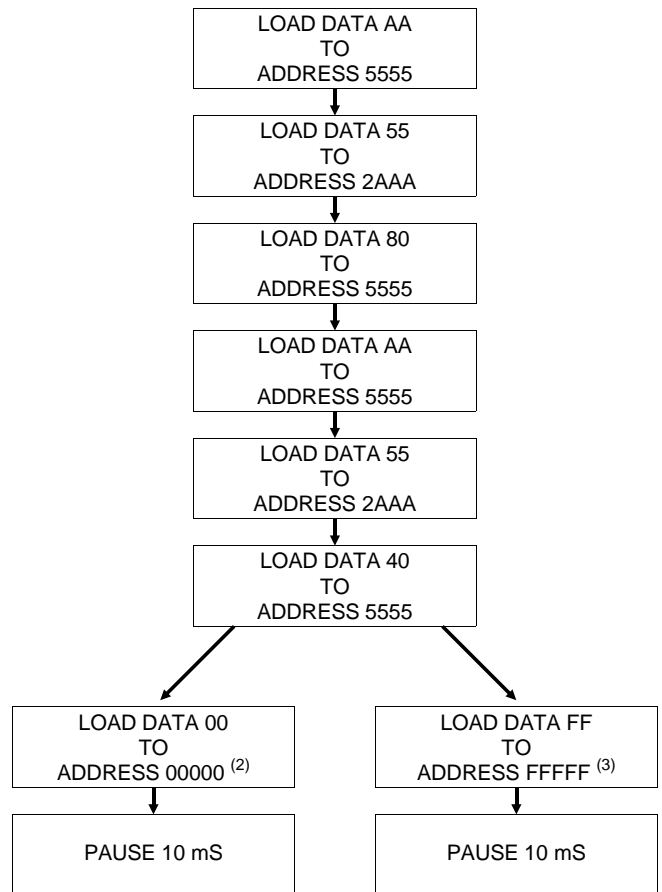 LOAD DATA AA
TO
ADDRESS 5555
LOAD DATA 55
TO
ADDRESS 2AAA
LOAD DATA 80
TO
ADDRESS 5555
LOAD DATA AA
TO
ADDRESS 5555
LOAD DATA 55
TO
ADDRESS 2AAA
LOAD DATA 40
TO
ADDRESS 5555
LOAD DATA 00
TO
ADDRESS 00000 (2)
PAUSE 10 mS
LOAD DATA FF
TO
ADDRESS FFFFF (3)
PAUSE 10 mS